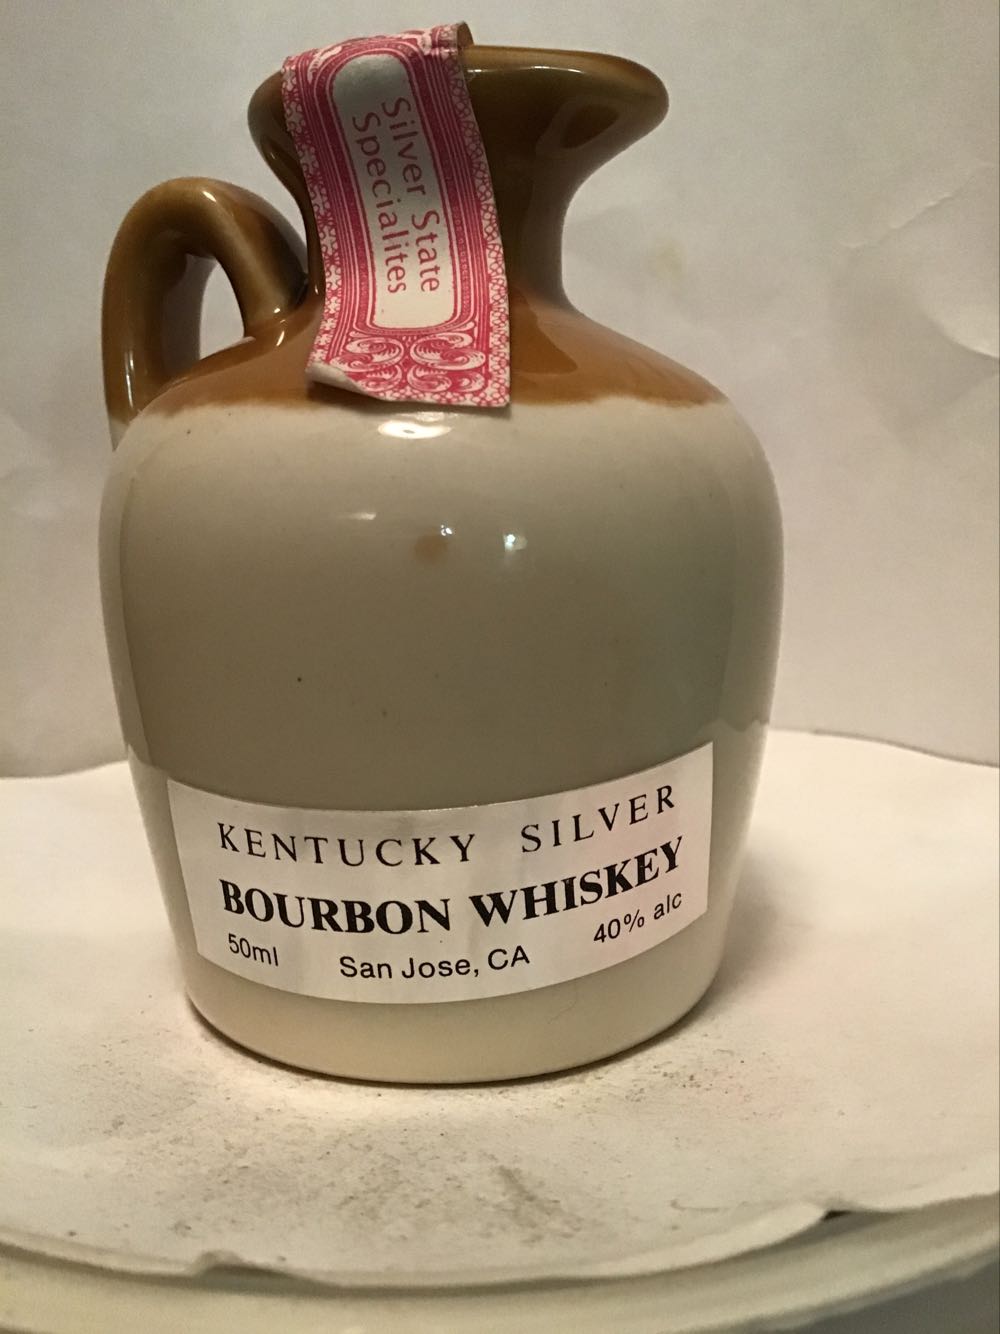 Silver State
Specialites
KENTUCKY SILVER
BOURBON WHISKEY
50ml San Jose, CA 40% alc